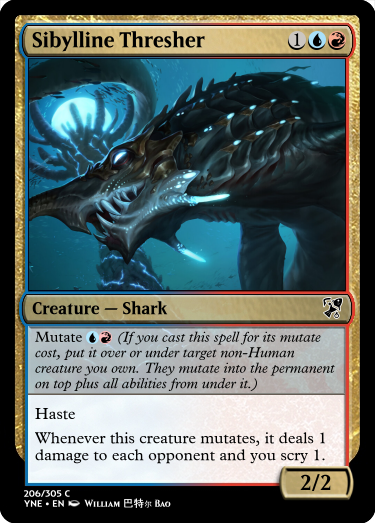 Sibylline Thresher 1
Creature — Shark
Mutate (If you cast this spell for its mutate
cost, put it over or under target non-Human
creature you own. They mutate into the permanent
on top plus all abilities from under it.)
Haste
Whenever this creature mutates, it deals 1
damage to each opponent and you scry 1.
2/2
206/305 C
YNE • EN William 巴特尔 Bao